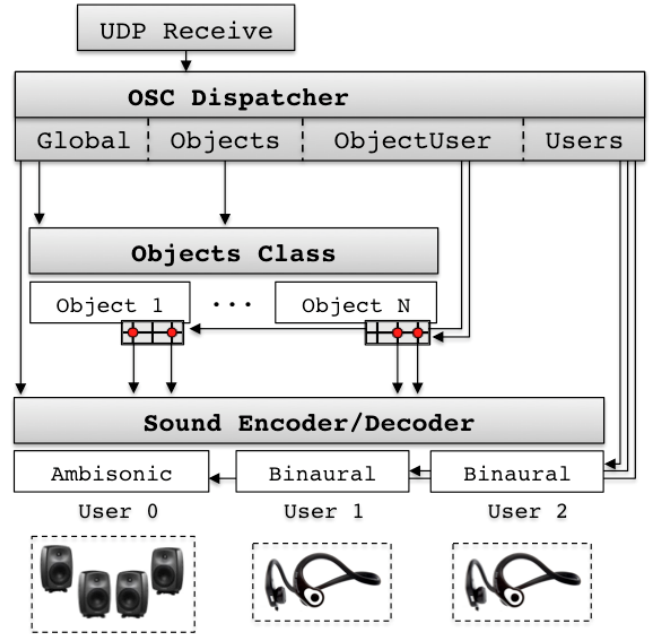 UDP Receive
OSC Dispatcher
Global Objects ObjectUser Users
Objects Class
Object 1 ... Object N
Sound Encoder/Decoder
Ambisonic Binaural Binaural
User 0 User 1 User 2